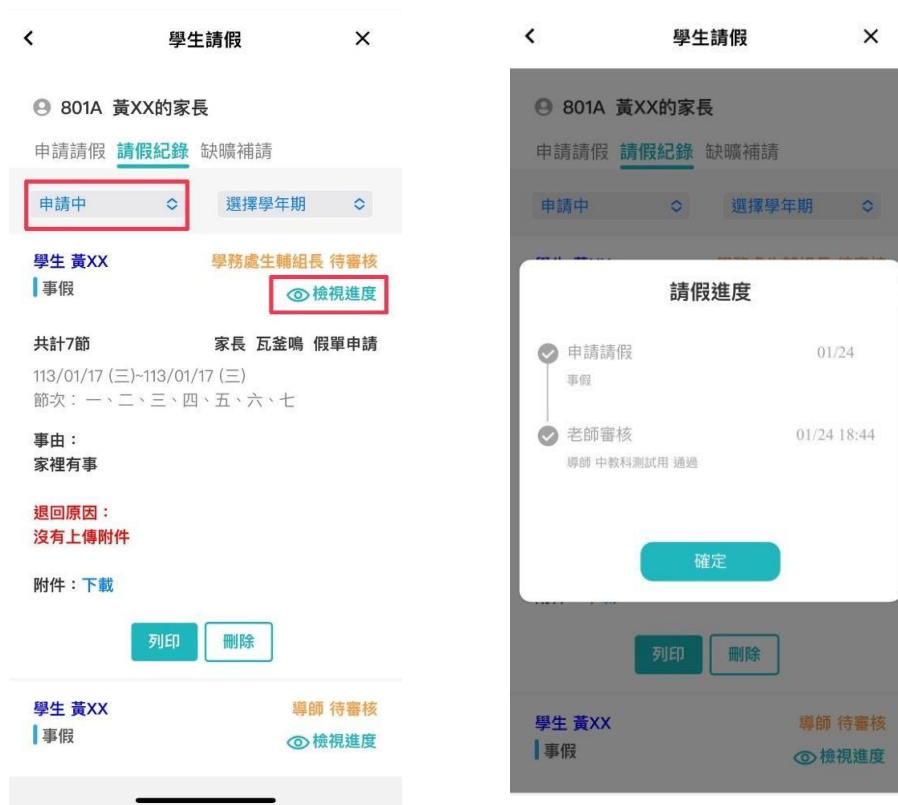 學生請假
801A 黃XX的家長
申請請假 請假紀錄 缺曠補請
申請中 選擇學年期
學生 黃XX 學務處生輔組長 待審核
事假 檢視進度
共計7節 家長 瓦釜鳴 假單申請
113/01/17 (三)~113/01/17 (三)
節次：一、二、三、四、五、六、七
事由：
家裡有事
退回原因：
沒有上傳附件
附件：下載
列印 刪除
學生 黃XX 導師 待審核
事假 檢視進度
學生請假
801A 黃XX的家長
申請請假 請假紀錄 缺曠補請
申請中 選擇學年期
請假進度
申請請假 01/24
事假
老師審核 01/24 18:44
導師 中教科測試用 通過
確定
列印 刪除
學生 黃XX 導師 待審核
事假 檢視進度